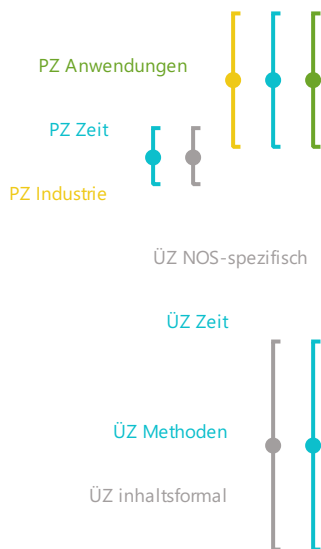 PZ Anwendungen
PZ Zeit
PZ Industrie
ÜZ NOS-spezifisch
ÜZ Zeit
ÜZ Methoden
ÜZ inhaltsformal